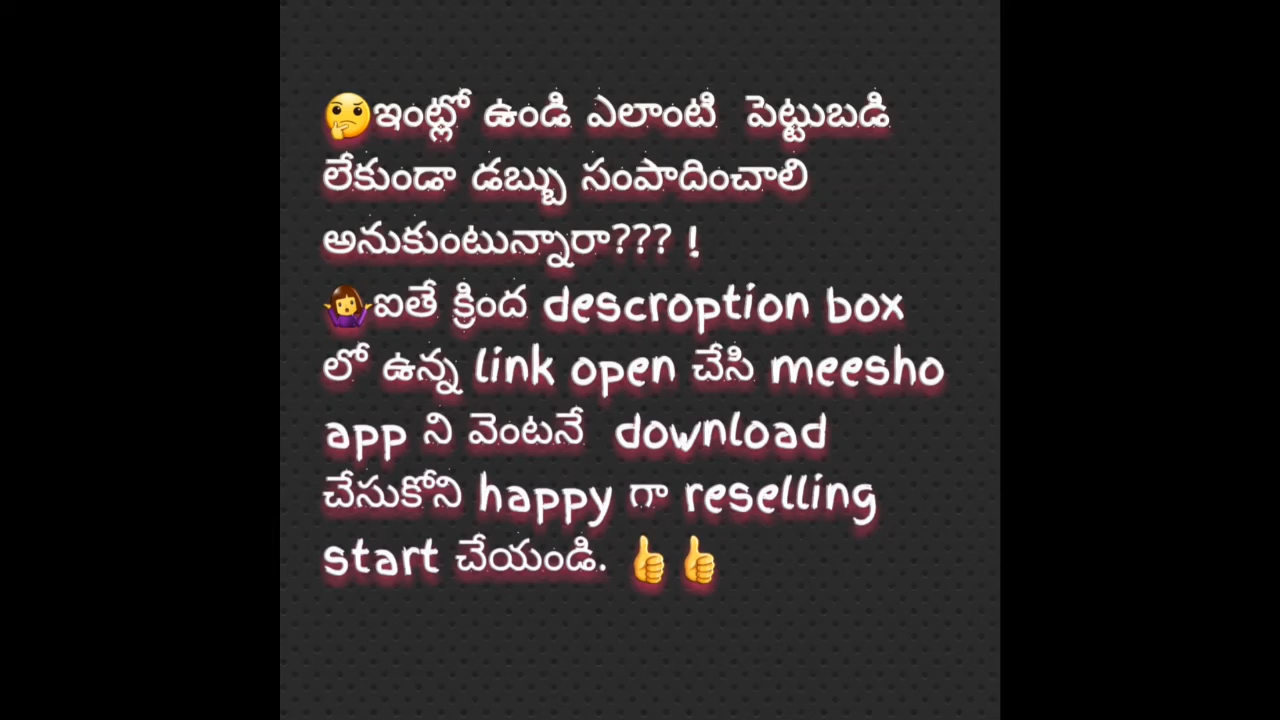 🤔ఇంట్లో ఉండి ఎలాంటి పెట్టుబడి
లేకుండా డబ్బు సంపాదించాలి
అనుకుంటున్నారా??? !
🤷‍♀️ఐతే క్రింద descroption box
లో ఉన్న link open చేసి meesho
app ని వెంటనే download
చేసుకోని happy గా reselling
start చేయండి. 👍👍